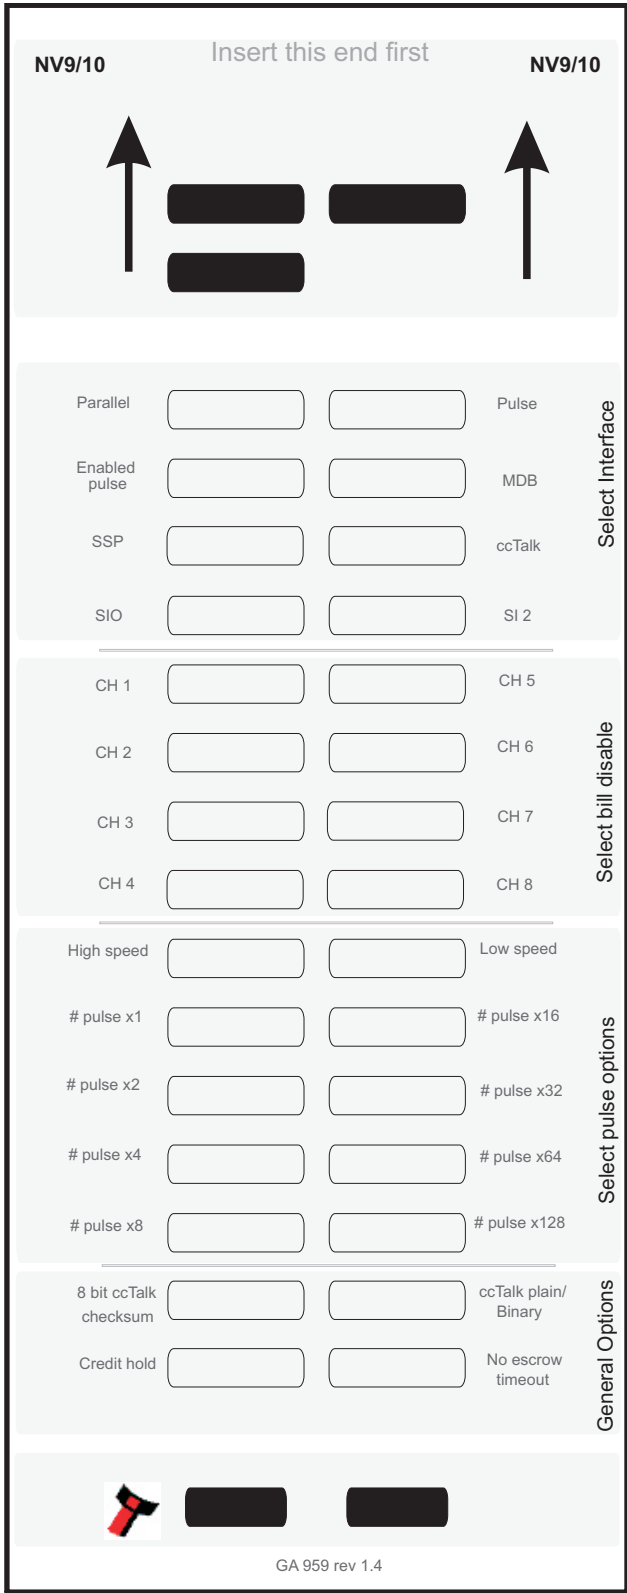 Insert this end first
NV9/10
NV9/10
Parallel
Pulse
Enabled
pulse
MDB
SSP
ccTalk
SIO
SI 2
Select Interface
CH 1
CH 5
CH 2
CH 6
CH 3
CH 7
CH 4
CH 8
Select bill disable
High speed
Low speed
# pulse x1
# pulse x16
# pulse x2
# pulse x32
# pulse x4
# pulse x64
# pulse x8
# pulse x128
Select pulse options
8 bit ccTalk
checksum
ccTalk plain/
Binary
Credit hold
No escrow
timeout
General Options
GA 959 rev 1.4